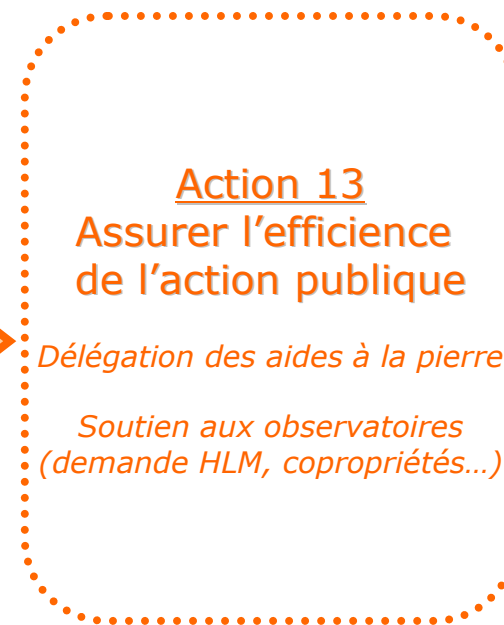 Action 13
Assurer l’efficience
de l’action publique
Délégation des aides à la pierre
Soutien aux observatoires
(demande HLM, copropriétés…)